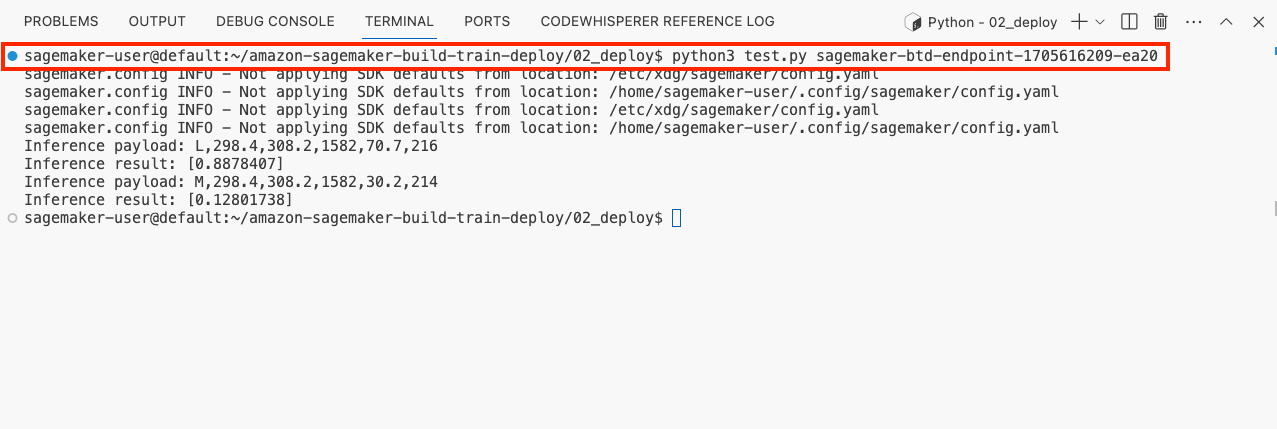 PROBLEMS OUTPUT DEBUG CONSOLE TERMINAL PORTS CODEWHISPERER REFERENCE LOG Python - 02_deploy
sagemaker-user@default:~/amazon-sagemaker-build-train-deploy/02_deploy$ python3 test.py sagemaker-btd-endpoint-1705616209-ea20
sagemaker.config INFO - Not applying SDK defaults from location: /etc/xdg/sagemaker/config.yaml
sagemaker.config INFO - Not applying SDK defaults from location: /home/sagemaker-user/.config/sagemaker/config.yaml
sagemaker.config INFO - Not applying SDK defaults from location: /etc/xdg/sagemaker/config.yaml
sagemaker.config INFO - Not applying SDK defaults from location: /home/sagemaker-user/.config/sagemaker/config.yaml
Inference payload: L,298.4,308.2,1582,70.7,216
Inference result: [0.8878407]
Inference payload: M,298.4,308.2,1582,30.2,214
Inference result: [0.12801738]
sagemaker-user@default:~/amazon-sagemaker-build-train-deploy/02_deploy$